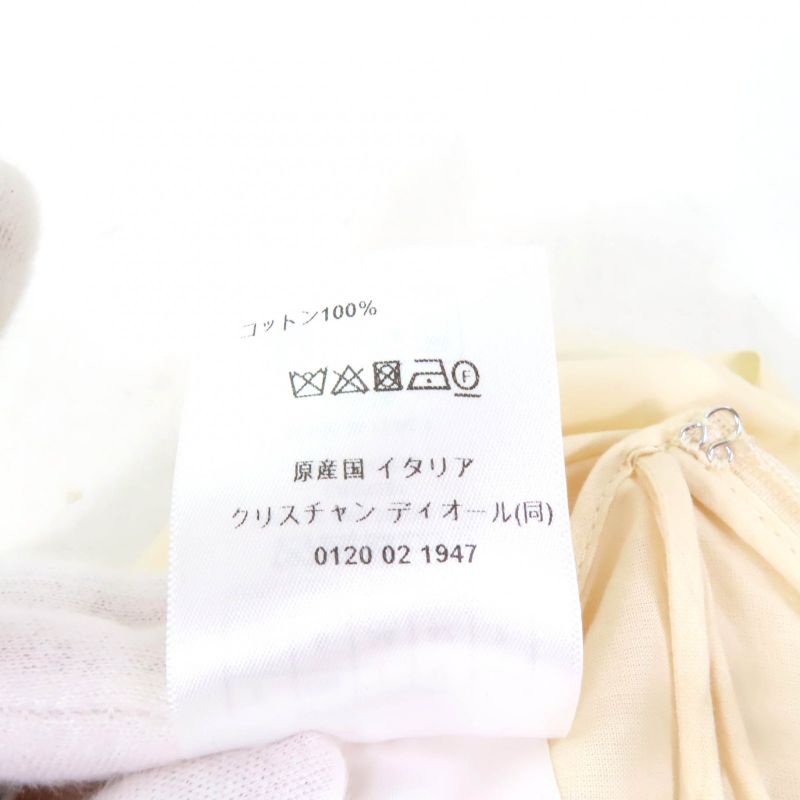 コットン100%
F
原産国 イタリア
クリスチャン ディオール(同)
0120 02 1947